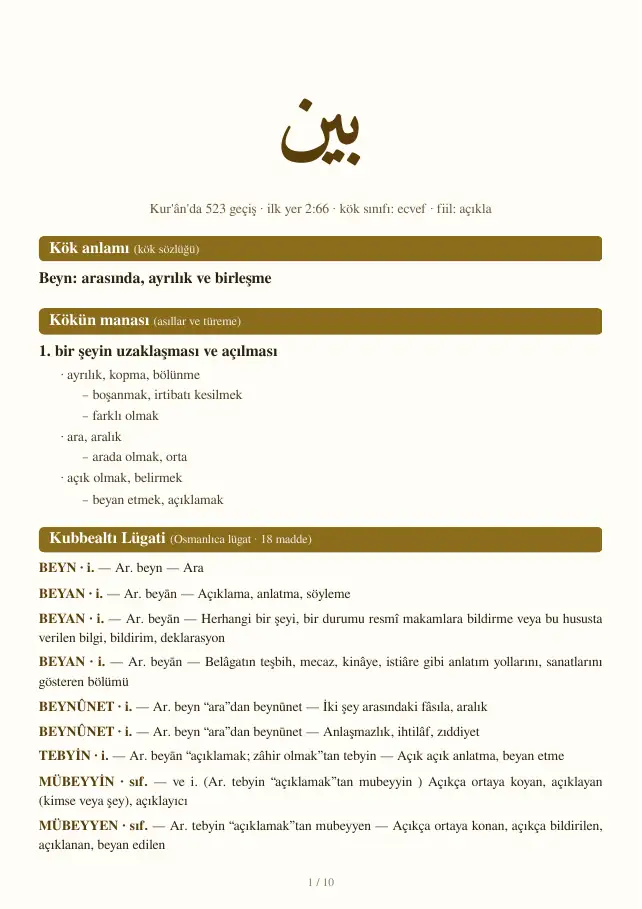 بين
Kur'ân'da 523 geçiş · ilk yer 2:66 · kök sınıfı: ecvef · fiil: açıkla
Kök anlamı (kök sözlüğü)
Beyn: arasında, ayrılık ve birleşme
Kökün manası (asıllar ve türeme)
1. bir şeyin uzaklaşması ve açılması
· ayrılık, kopma, bölünme
– boşanmak, irtibatı kesilmek
– farklı olmak
· ara, aralık
– arada olmak, orta
· açık olmak, belirmek
– beyan etmek, açıklamak
Kubbealtı Lügati (Osmanlıca lügat · 18 madde)
BEYN · i. — Ar. beyn — Ara
BEYAN · i. — Ar. beyān — Açıklama, anlatma, söyleme
BEYAN · i. — Ar. beyān — Herhangi bir şeyi, bir durumu resmî makamlara bildirme veya bu hususta
verilen bilgi, bildirim, deklarasyon
BEYAN · i. — Ar. beyān — Belâgatın teşbih, mecaz, kinâye, istiâre gibi anlatım yollarını, sanatlarını
gösteren bölümü
BEYNÛNET · i. — Ar. beyn “ara”dan beynūnet — İki şey arasındaki fâsıla, aralık
BEYNÛNET · i. — Ar. beyn “ara”dan beynūnet — Anlaşmazlık, ihtilâf, zıddiyet
TEBYİN · i. — Ar. beyān “açıklamak; zâhir olmak”tan tebyin — Açık açık anlatma, beyan etme
MÜBEYYİN · sıf. — ve i. (Ar. tebyin “açıklamak”tan mubeyyin ) Açıkça ortaya koyan, açıklayan
(kimse veya şey), açıklayıcı
MÜBEYYEN · sıf. — Ar. tebyin “açıklamak”tan mubeyyen — Açıkça ortaya konan, açıkça bildirilen,
açıklanan, beyan edilen
1 / 10